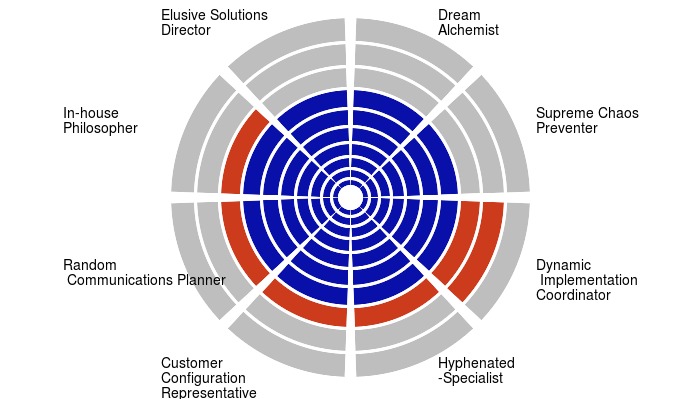 Elusive Solutions
Director
Dream
Alchemist
In-house
Philosopher
Supreme Chaos
Preventer
Random
Communications Planner
Dynamic
Implementation
Coordinator
Customer
Configuration
Representative
Hyphenated
-Specialist